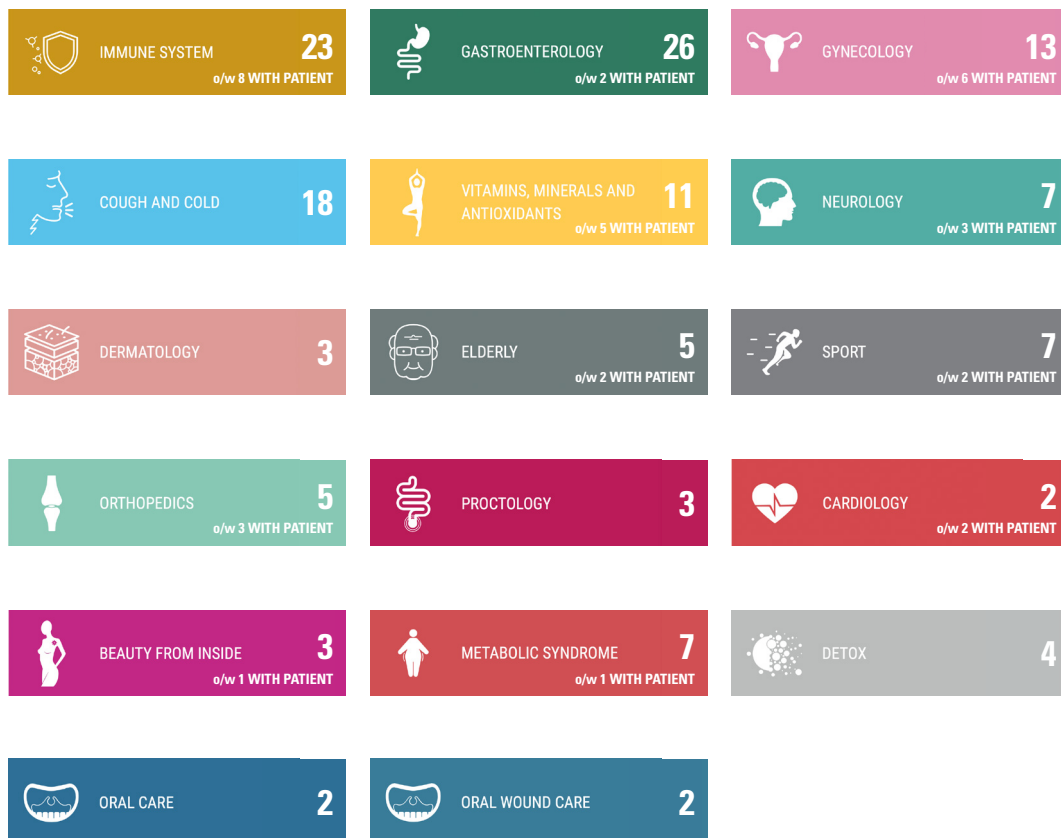 IMMUNE SYSTEM 23
o/w 8 WITH PATIENT
GASTROENTEROLOGY 26
o/w 2 WITH PATIENT
GYNECOLOGY 13
o/w 6 WITH PATIENT
COUGH AND COLD 18
VITAMINS, MINERALS AND
ANTIOXIDANTS 11
o/w 5 WITH PATIENT
NEUROLOGY 7
o/w 3 WITH PATIENT
DERMATOLOGY 3
ELDERLY 5
o/w 2 WITH PATIENT
SPORT 7
o/w 2 WITH PATIENT
ORTHOPEDICS 5
o/w 3 WITH PATIENT
PROCTOLOGY 3
CARDIOLOGY 2
o/w 2 WITH PATIENT
BEAUTY FROM INSIDE 3
o/w 1 WITH PATIENT
METABOLIC SYNDROME 7
o/w 1 WITH PATIENT
DETOX 4
ORAL CARE 2
ORAL WOUND CARE 2